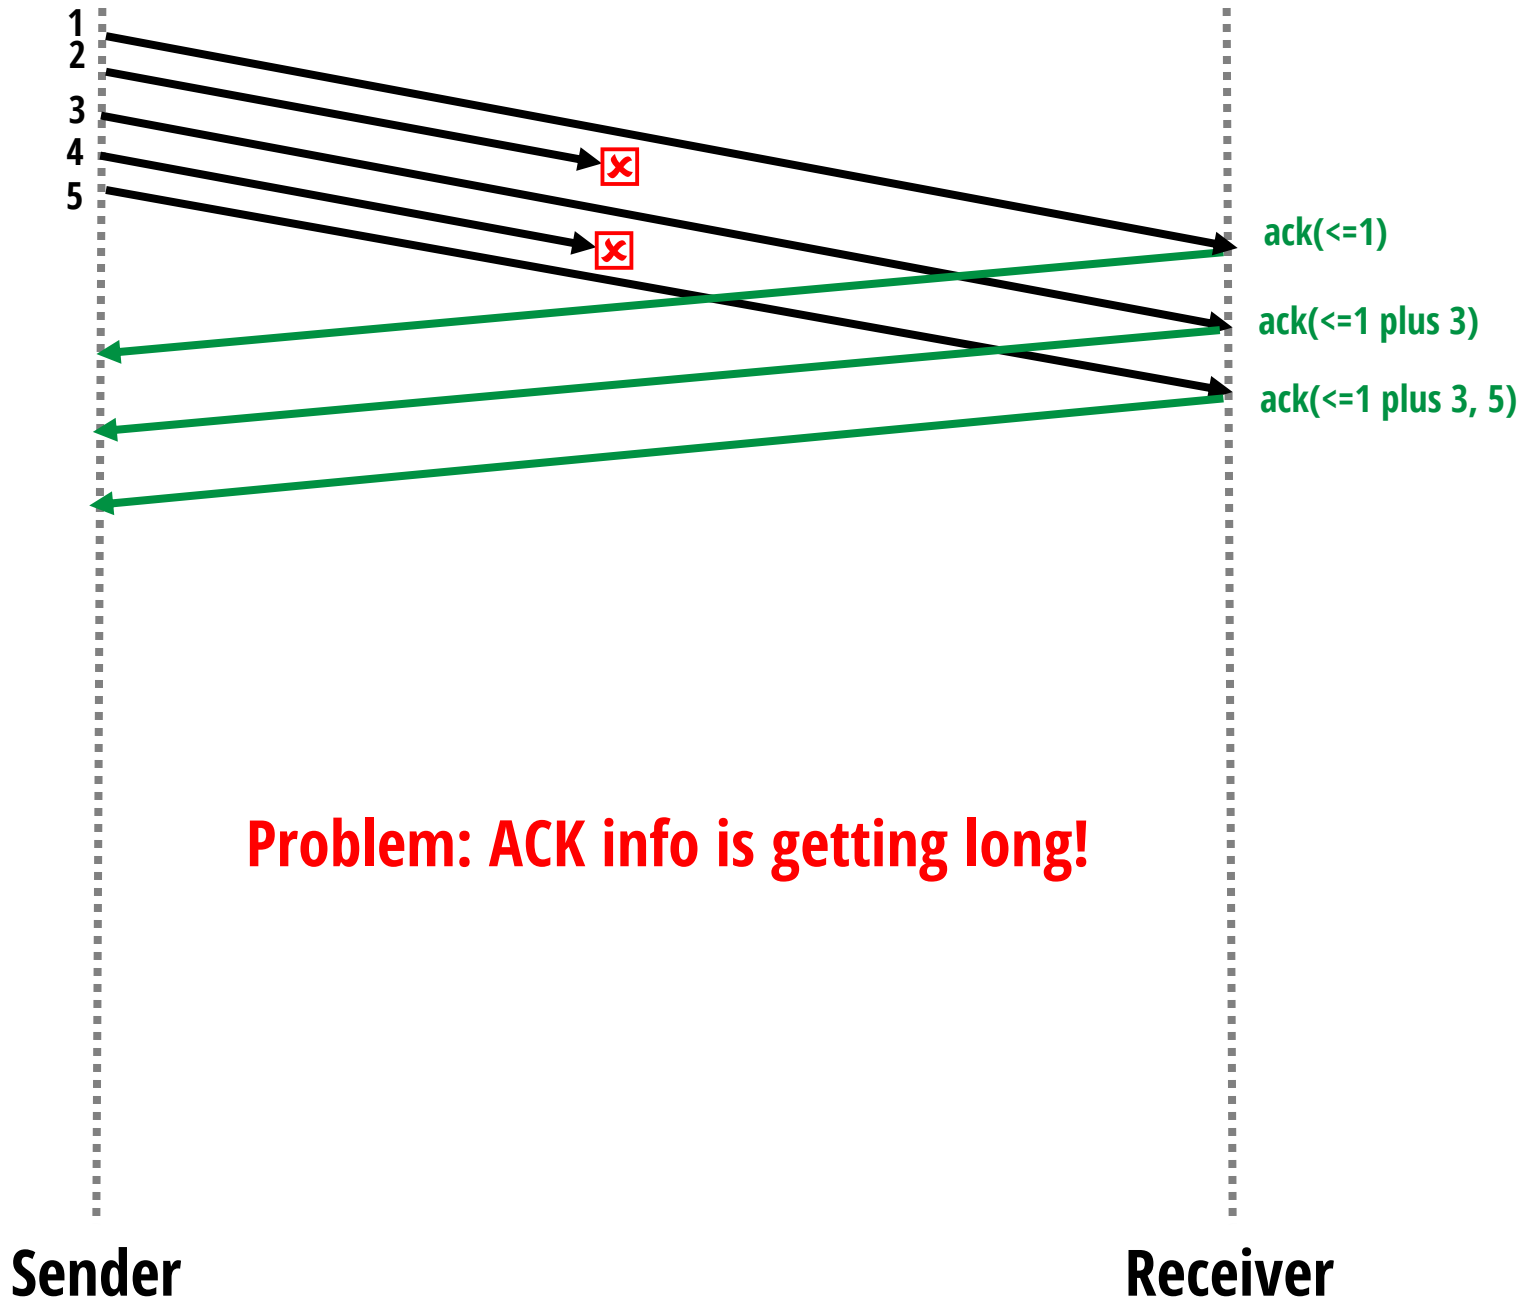 1
2
3
4
5
ack(<=1)
ack(<=1 plus 3)
ack(<=1 plus 3, 5)
Problem: ACK info is getting long!
Sender
Receiver